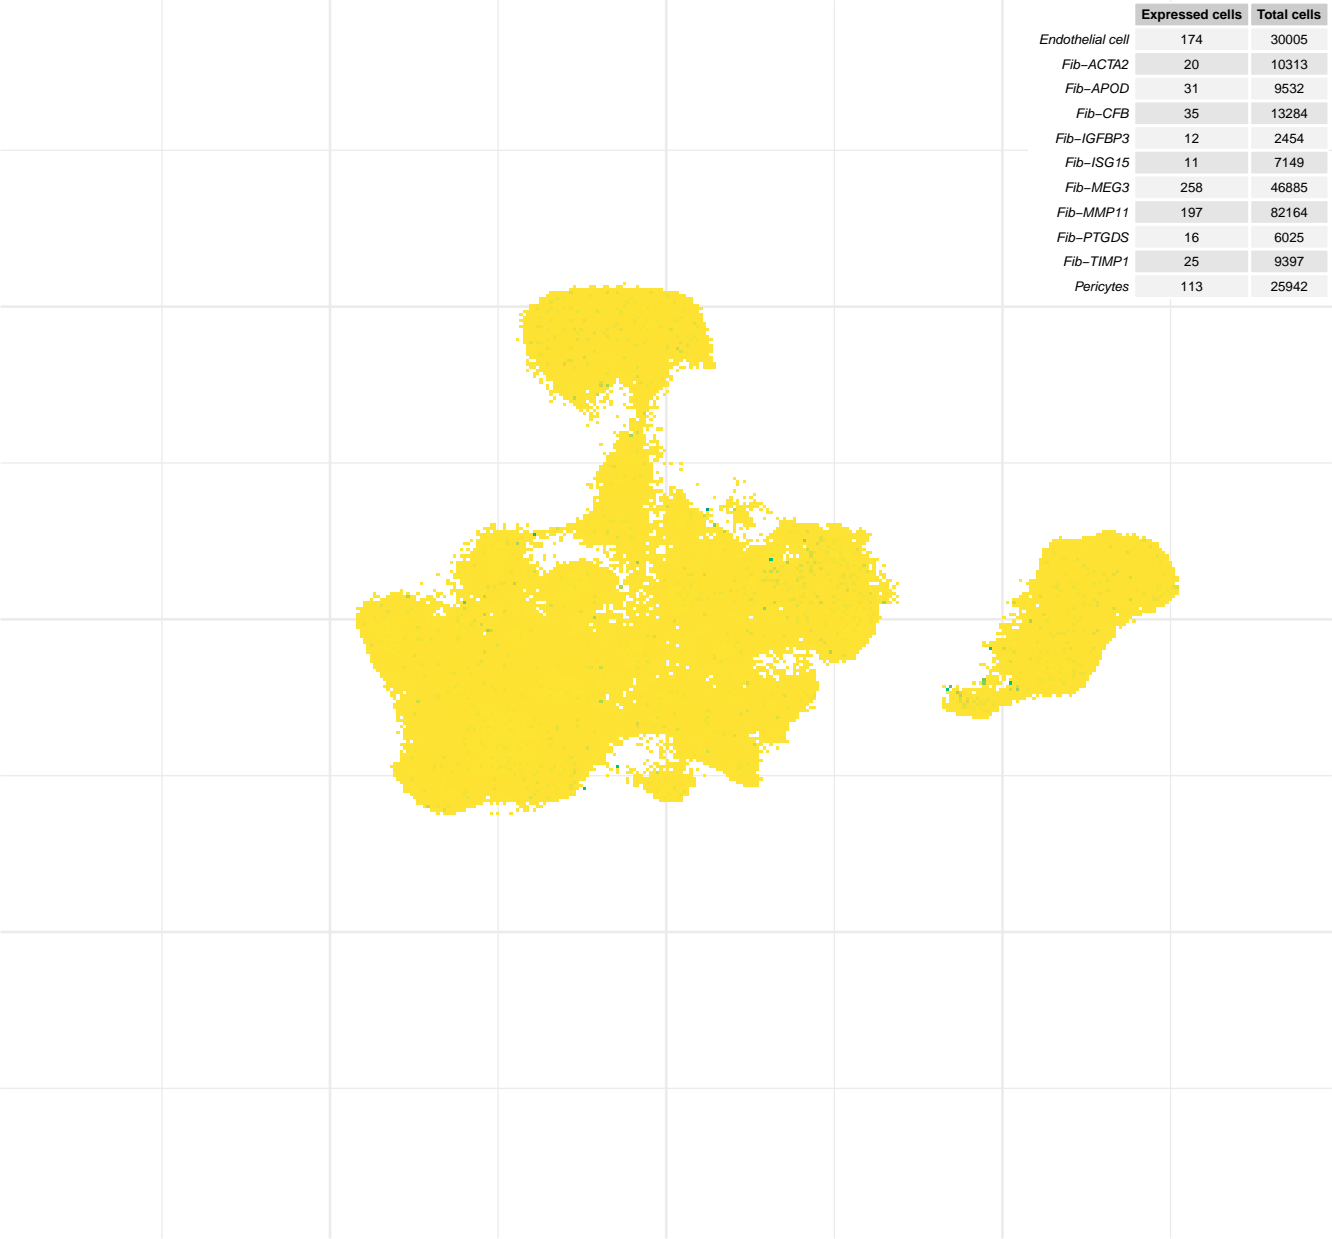 Expressed cells Total cells
Endothelial cell 174 30005
Fib−ACTA2 20 10313
Fib−APOD 31 9532
Fib−CFB 35 13284
Fib−IGFBP3 12 2454
Fib−ISG15 11 7149
Fib−MEG3 258 46885
Fib−MMP11 197 82164
Fib−PTGDS 16 6025
Fib−TIMP1 25 9397
Pericytes 113 25942